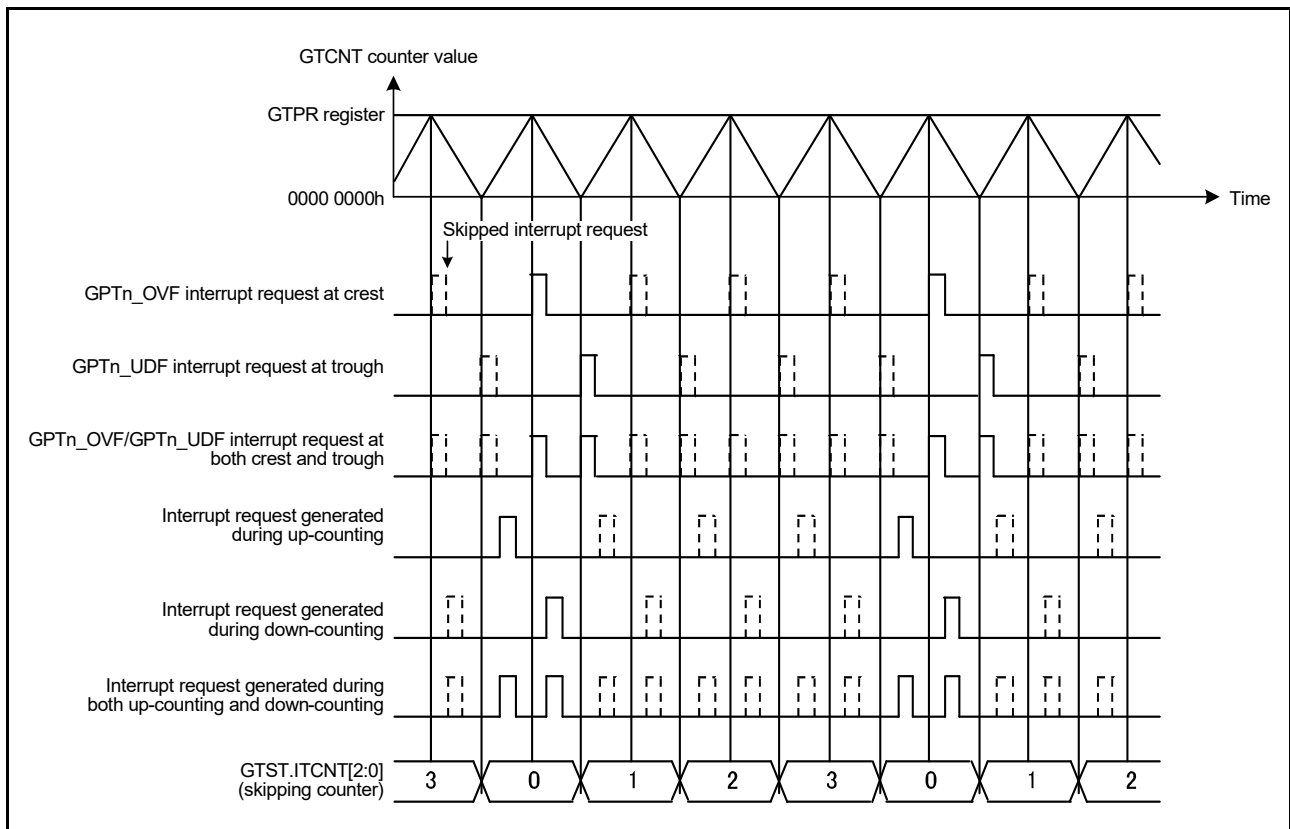 GTCNT counter value
GTPR register
0000 0000h
Time
Skipped interrupt request
GPTn_OVF interrupt request at crest
GPTn_UDF interrupt request at trough
GPTn_OVF/GPTn_UDF interrupt request at
both crest and trough
Interrupt request generated
during up-counting
Interrupt request generated
during down-counting
Interrupt request generated during
both up-counting and down-counting
GTST.ITCNT[2:0]
(skipping counter)
3 0 1 2 3 0 1 2